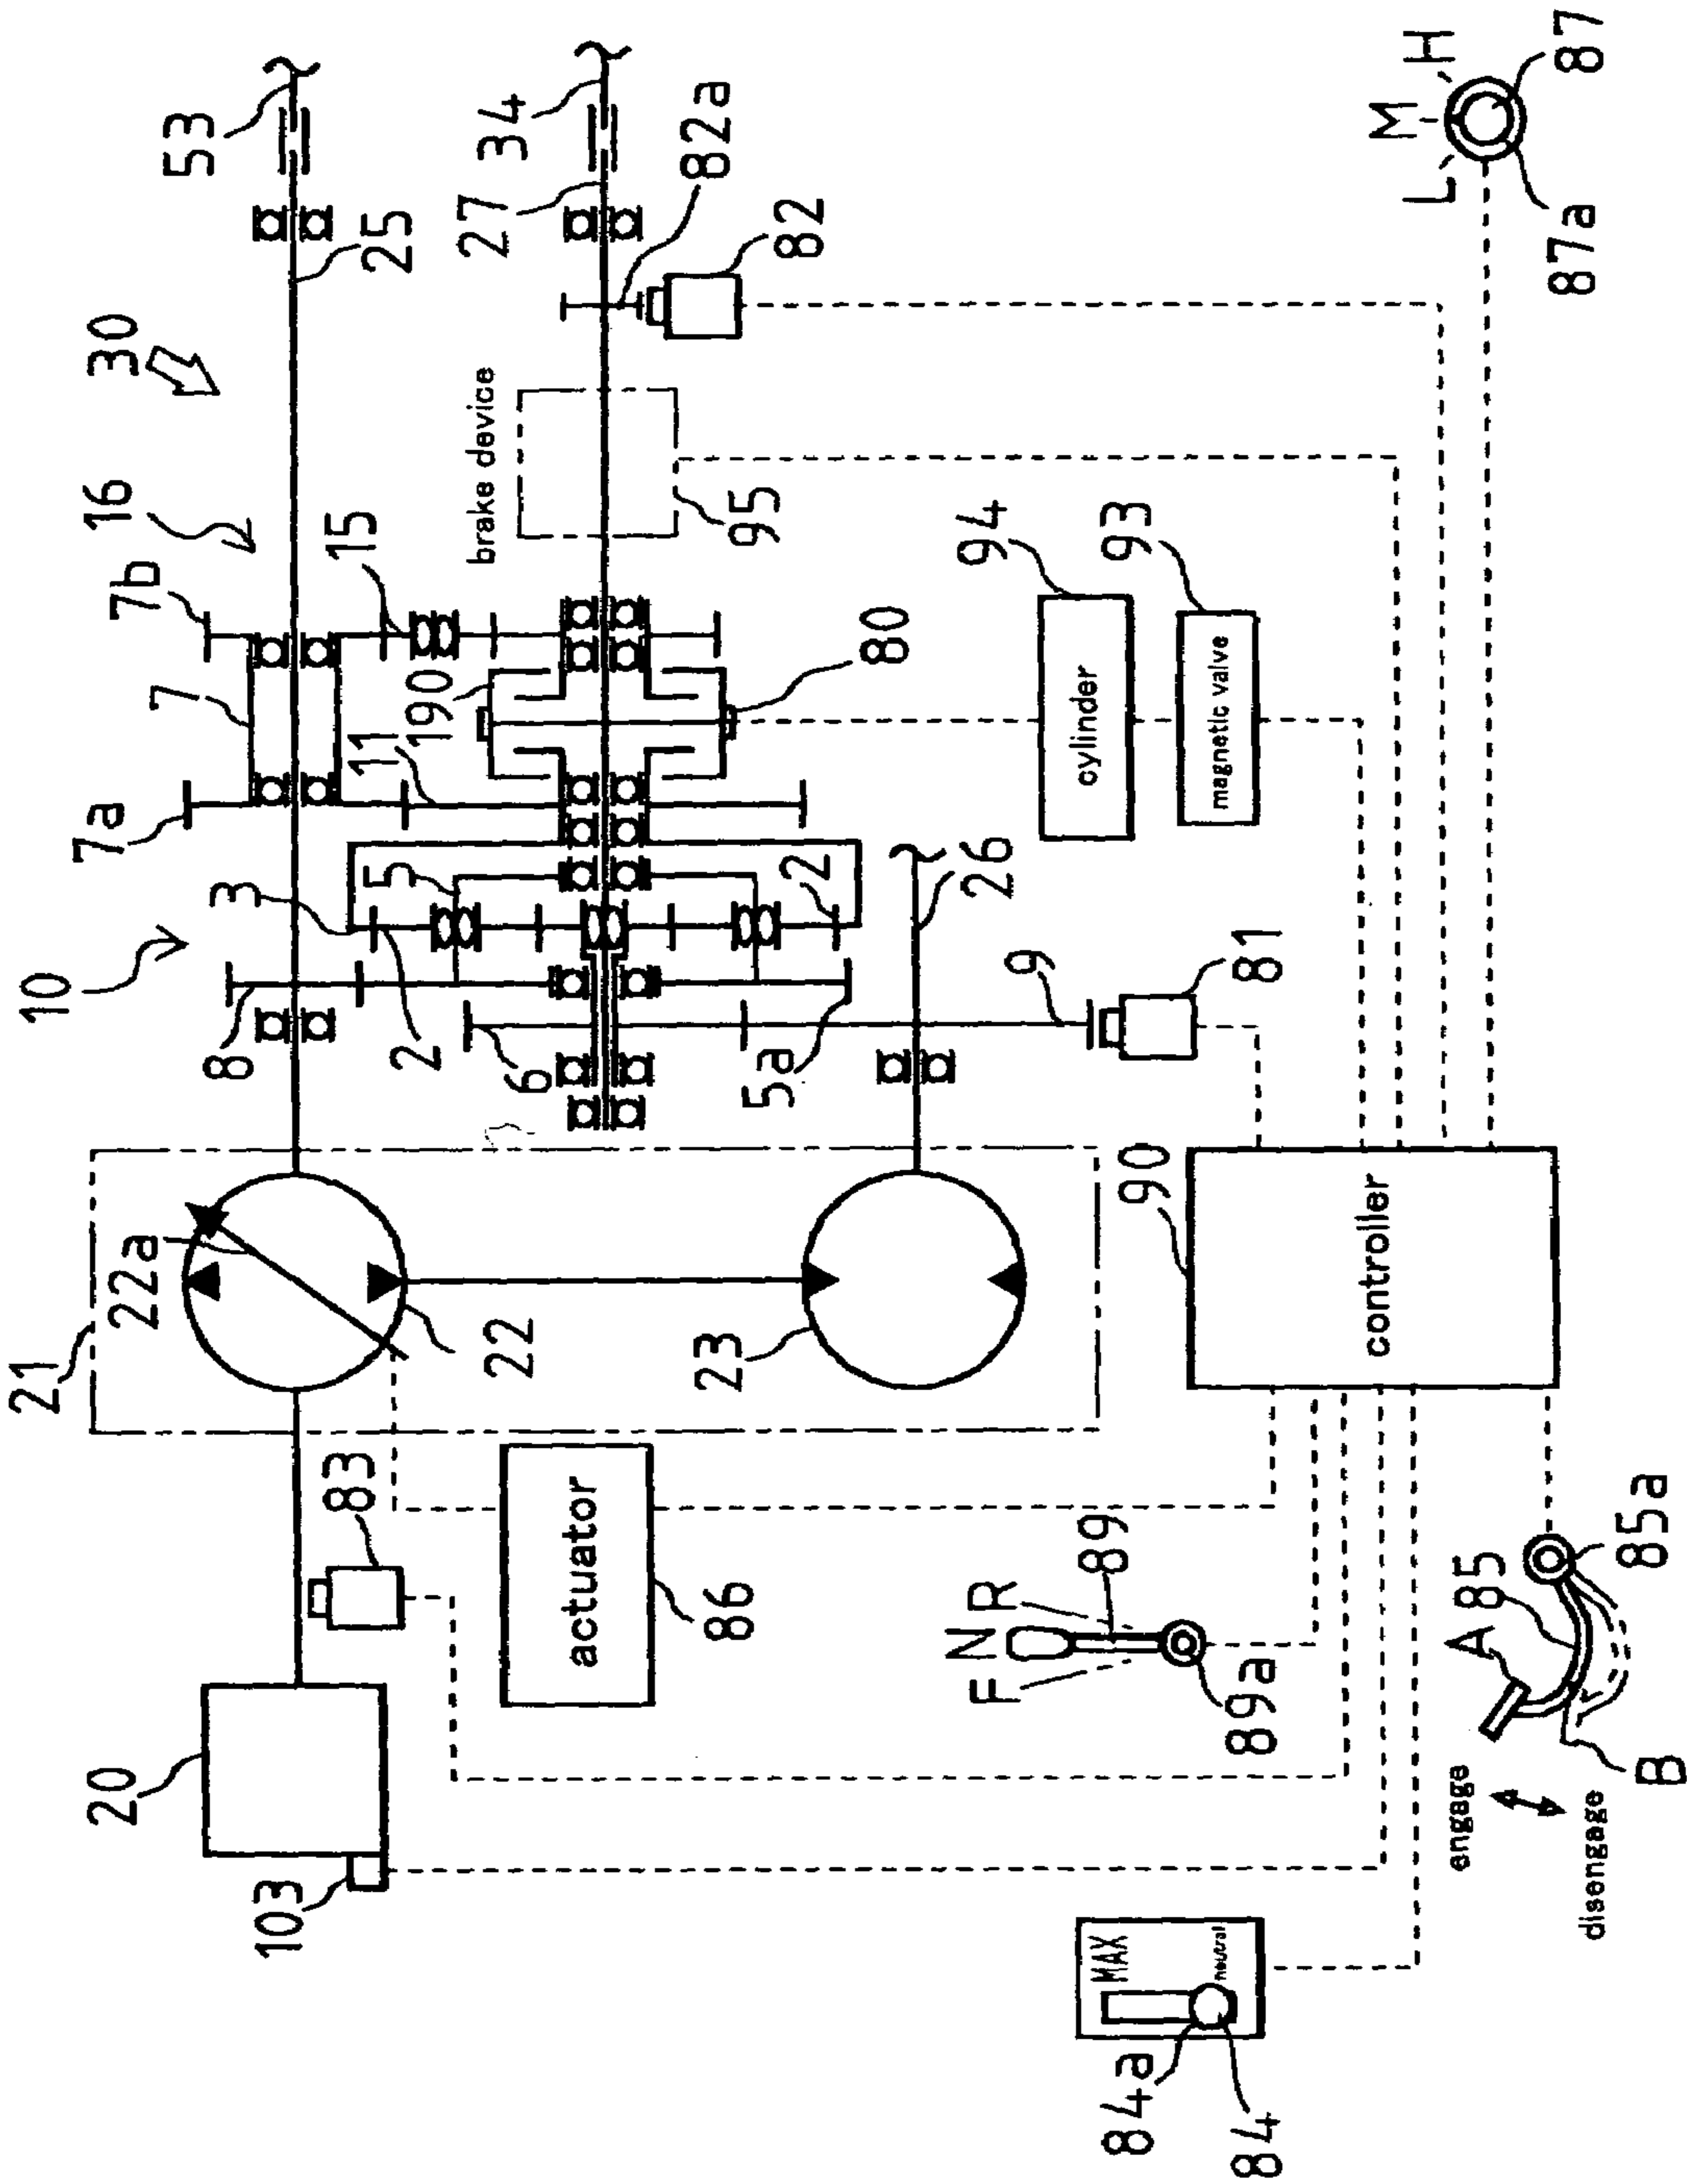 30
53
25
34
27
82a
82
M
H
L
87
87a
16
7b
15
7
190
11
7a
brake device
95
80
94
cylinder
93
magnetic valve
10
3
5
2
8
2
6
5a
26
9
81
21
22a
22
23
90
controller
83
actuator
86
20
103
R
N
F
89
89a
85
85a
A
B
engage
disengage
MAX
neutral
84a
84